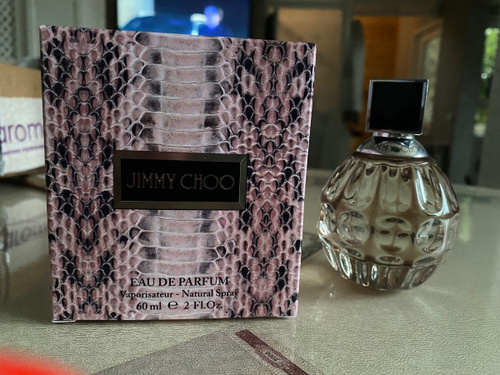 JIMMY CHOO
EAU DE PARFUM
Vaporisateur - Natural Spray
60 ml ℮ 2 Fl.Oz.
arom